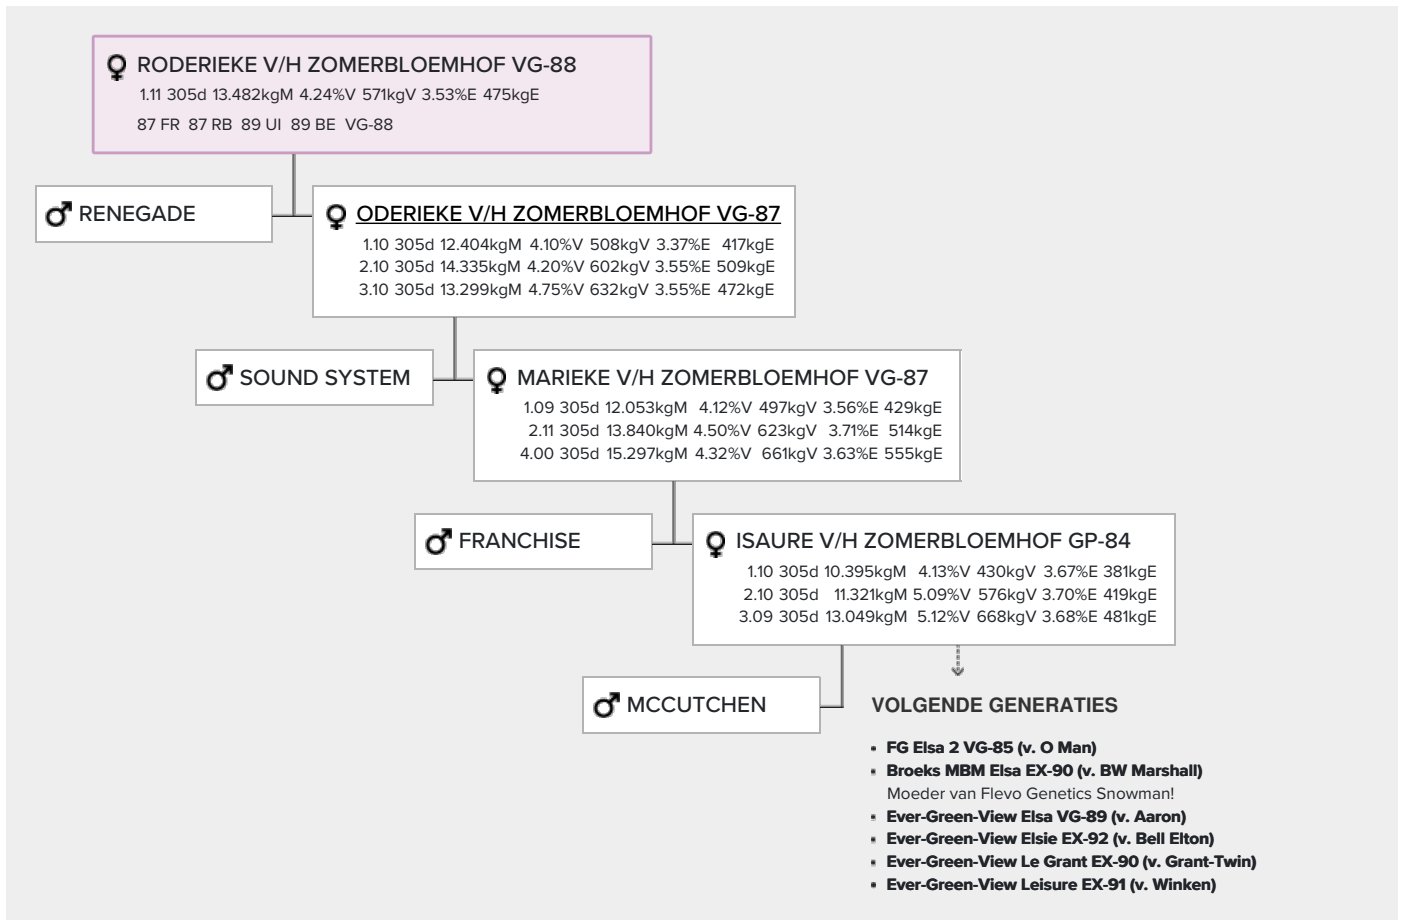 RODERIEKE V/H ZOMERBLOEMHOF VG-88
1.11 305d 13.482kgM 4.24%V 571kgV 3.53%E 475kgE
87 FR 87 RB 89 UI 89 BE VG-88
RENEGADE
ODERIEKE V/H ZOMERBLOEMHOF VG-87
1.10 305d 12.404kgM 4.10%V 508kgV 3.37%E 417kgE
2.10 305d 14.335kgM 4.20%V 602kgV 3.55%E 509kgE
3.10 305d 13.299kgM 4.75%V 632kgV 3.55%E 472kgE
SOUND SYSTEM
MARIEKE V/H ZOMERBLOEMHOF VG-87
1.09 305d 12.053kgM 4.12%V 497kgV 3.56%E 429kgE
2.11 305d 13.840kgM 4.50%V 623kgV 3.71%E 514kgE
4.00 305d 15.297kgM 4.32%V 661kgV 3.63%E 555kgE
FRANCHISE
ISAURE V/H ZOMERBLOEMHOF GP-84
1.10 305d 10.395kgM 4.13%V 430kgV 3.67%E 381kgE
2.10 305d 11.321kgM 5.09%V 576kgV 3.70%E 419kgE
3.09 305d 13.049kgM 5.12%V 668kgV 3.68%E 481kgE
MCCUTCHEN
VOLGENDE GENERATIES
• FG Elsa 2 VG-85 (v. O Man)
• Broeks MBM Elsa EX-90 (v. BW Marshall)
Moeder van Flevo Genetics Snowman!
• Ever-Green-View Elsa VG-89 (v. Aaron)
• Ever-Green-View Elsie EX-92 (v. Bell Elton)
• Ever-Green-View Le Grant EX-90 (v. Grant-Twin)
• Ever-Green-View Leisure EX-91 (v. Winken)